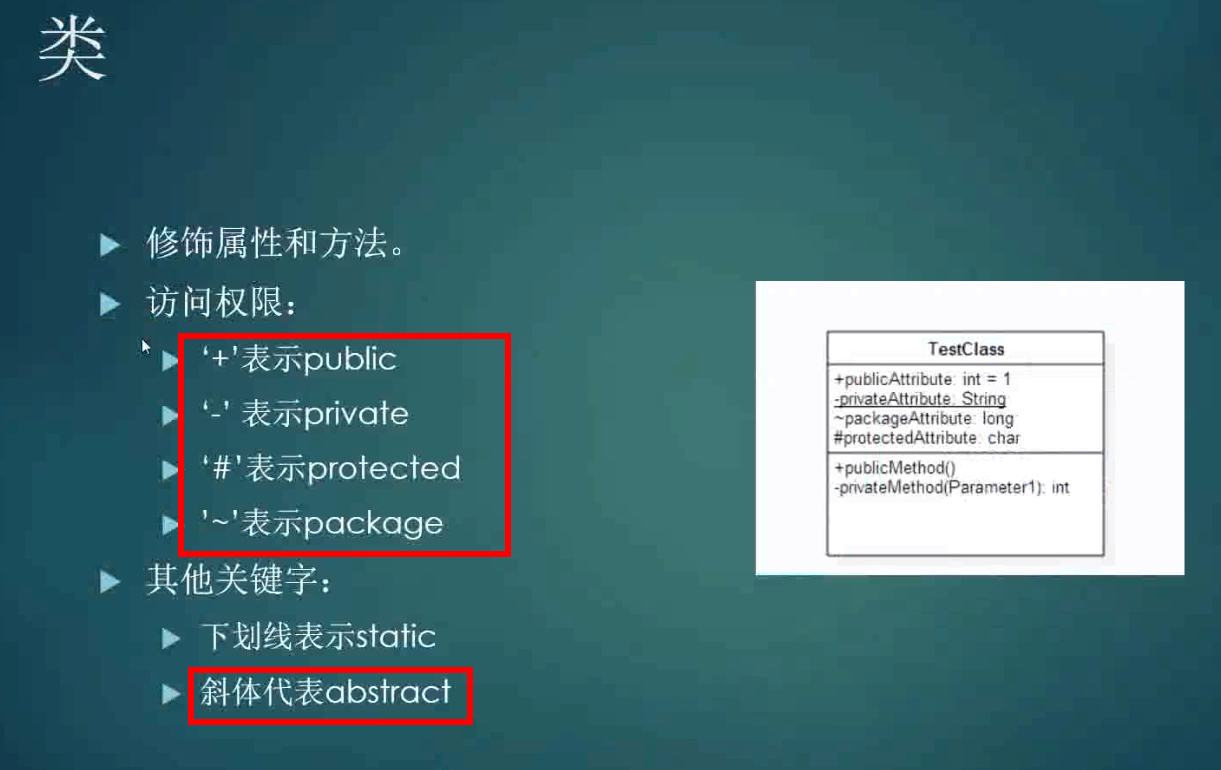 类
修饰属性和方法。
访问权限：
‘+’表示public
‘-’ 表示private
‘#’表示protected
’~’表示package
其他关键字：
下划线表示static
斜体代表abstract
TestClass
+publicAttribute: int = 1
-privateAttribute: String
~packageAttribute: long
#protectedAttribute: char
+publicMethod()
-privateMethod(Parameter1): int